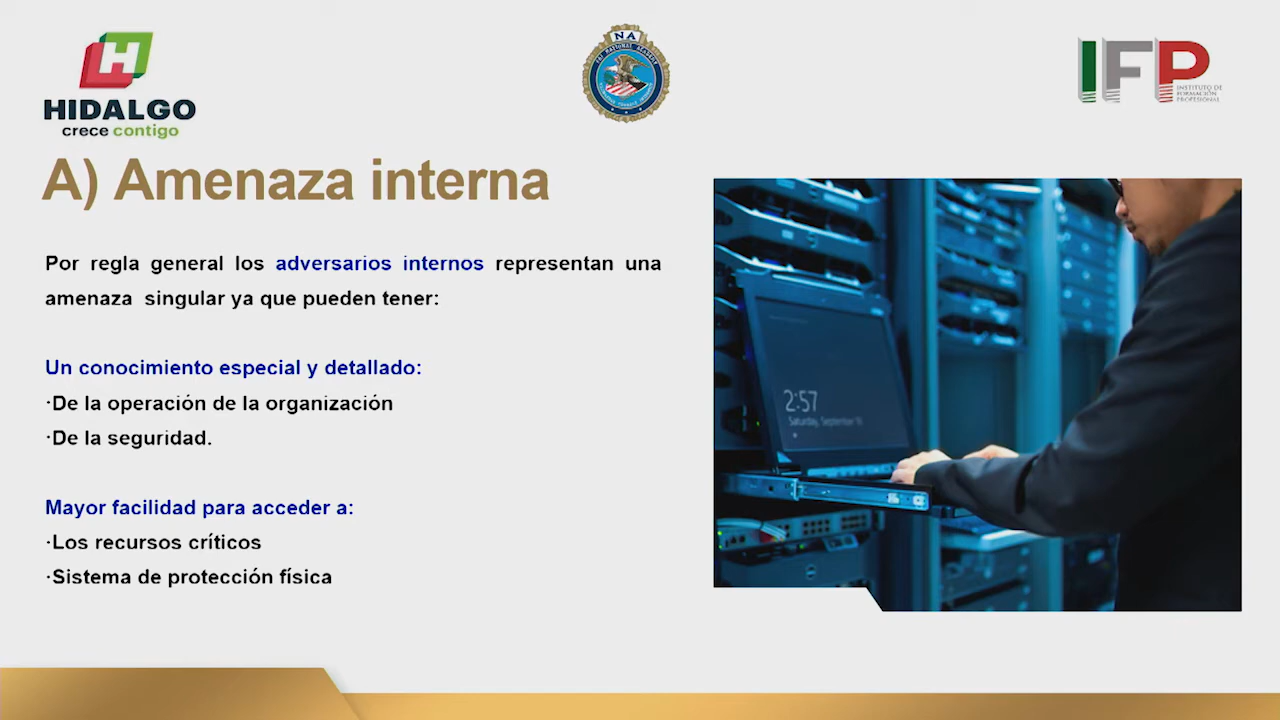 HIDALGO
crece contigo
NA
IFP
INSTITUTO DE
FORMACIÓN
PROFESIONAL
A) Amenaza interna
Por regla general los adversarios internos representan una
amenaza singular ya que pueden tener:
Un conocimiento especial y detallado:
·De la operación de la organización
·De la seguridad.
Mayor facilidad para acceder a:
·Los recursos críticos
·Sistema de protección física
2:57
Saturday, September